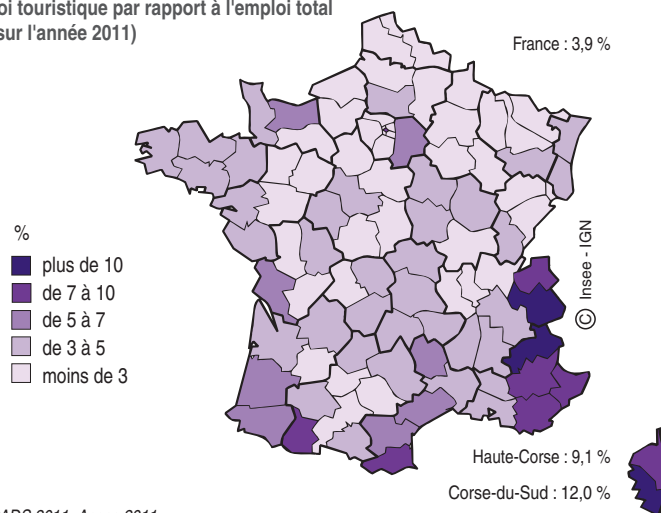 oi touristique par rapport à l'emploi total
sur l'année 2011)
France : 3,9 %
%
plus de 10
de 7 à 10
de 5 à 7
de 3 à 5
moins de 3
© Insee - IGN
Haute-Corse : 9,1 %
Corse-du-Sud : 12,0 %